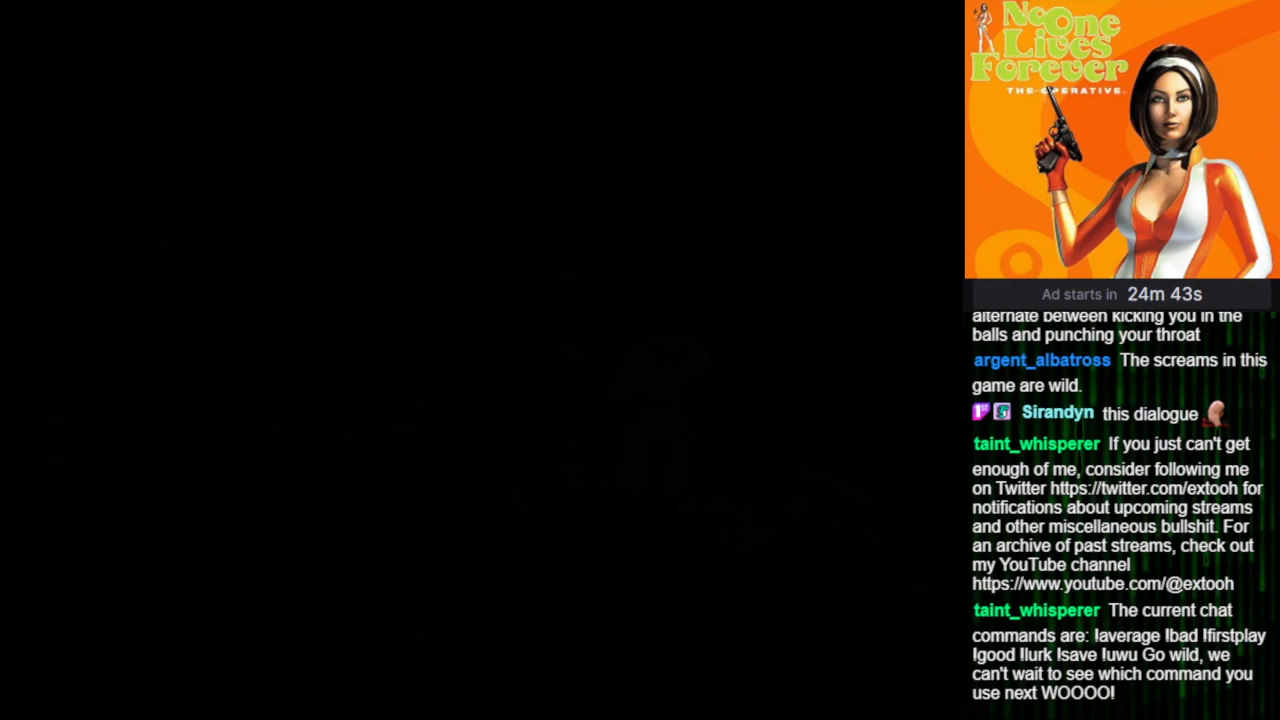 No One
Lives
Forever
THE OPERATIVE
Ad starts in 24m 43s
alternate between kicking you in the
balls and punching your throat
argent_albatross The screams in this
game are wild.
Sirandyn this dialogue
taint_whisperer If you just can't get
enough of me, consider following me
on Twitter https://twitter.com/extooh for
notifications about upcoming streams
and other miscellaneous bullshit. For
an archive of past streams, check out
my YouTube channel
https://www.youtube.com/@extooh
taint_whisperer The current chat
commands are: !average !bad !firstplay
!good !lurk !save !uwu Go wild, we
can't wait to see which command you
use next WOOOO!